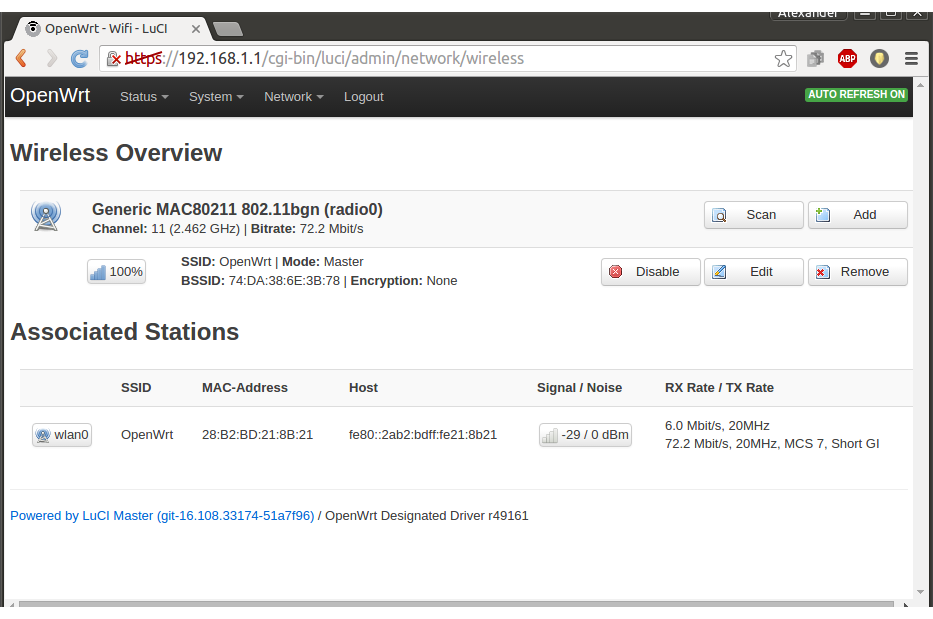 Alexander
OpenWrt - Wifi - LuCI
https://192.168.1.1/cgi-bin/luci/admin/network/wireless
ABP
OpenWrt Status System Network Logout AUTO REFRESH ON
Wireless Overview
Generic MAC80211 802.11bgn (radio0)
Channel: 11 (2.462 GHz) | Bitrate: 72.2 Mbit/s
Scan Add
100%
SSID: OpenWrt | Mode: Master
BSSID: 74:DA:38:6E:3B:78 | Encryption: None
Disable Edit Remove
Associated Stations
SSID MAC-Address Host Signal / Noise RX Rate / TX Rate
wlan0 OpenWrt 28:B2:BD:21:8B:21 fe80::2ab2:bdff:fe21:8b21 -29 / 0 dBm
6.0 Mbit/s, 20MHz
72.2 Mbit/s, 20MHz, MCS 7, Short GI
Powered by LuCI Master (git-16.108.33174-51a7f96) / OpenWrt Designated Driver r49161